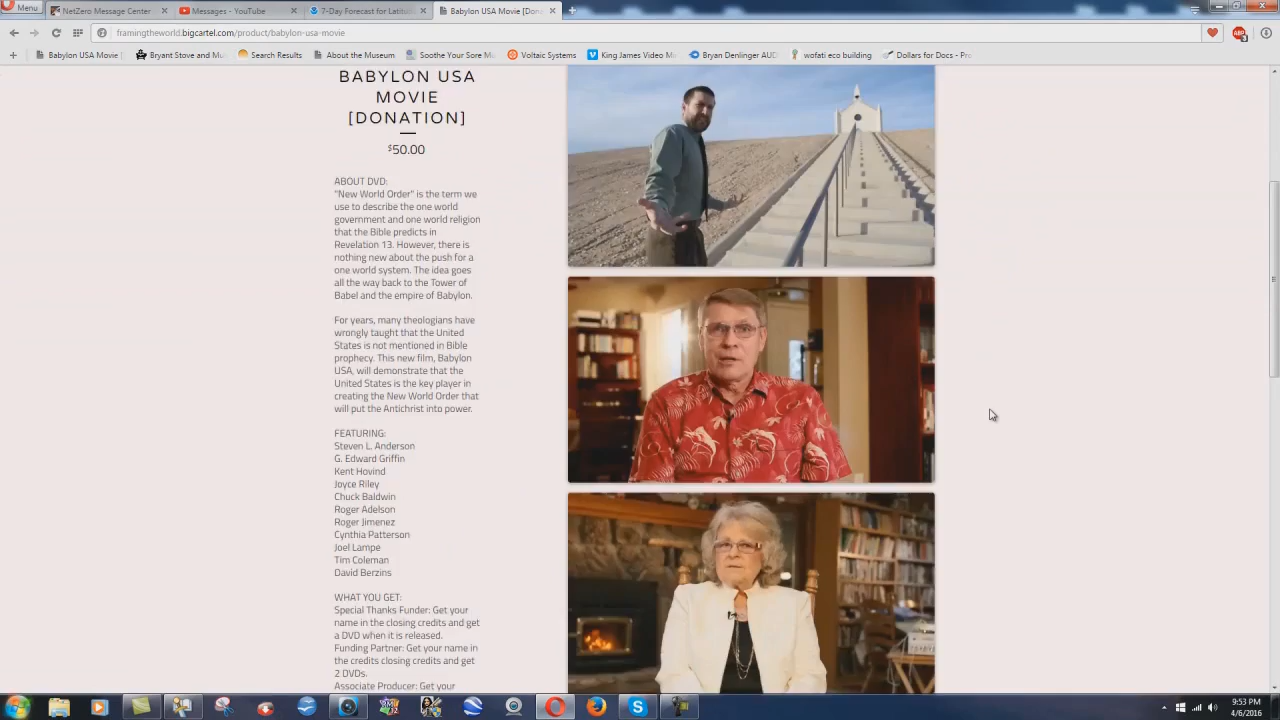 Menu
NetZero Message Center
Messages - YouTube
7-Day Forecast for Latitu
Babylon USA Movie [Don
framingtheworld.bigcartel.com/product/babylon-usa-movie
ABP
Babylon USA Movie
Bryant Stove and Mu
Search Results
About the Museum
Soothe Your Sore M
Voltaic Systems
King James Video M
Bryan Denlinger AUD
wofati eco building
Dollars for Docs - Pr
BABYLON USA
MOVIE
[DONATION]
$50.00
ABOUT DVD:
"New World Order" is the term we
use to describe the one world
government and one world religion
that the Bible predicts in
Revelation 13. However, there is
nothing new about the push for a
one world system. The idea goes
all the way back to the Tower of
Babel and the empire of Babylon.
For years, many theologians have
wrongly taught that the United
States is not mentioned in Bible
prophecy. This new film, Babylon
USA, will demonstrate that the
United States is the key player in
creating the New World Order that
will put the Antichrist into power.
FEATURING:
Steven L. Anderson
G. Edward Griffin
Kent Hovind
Joyce Riley
Chuck Baldwin
Roger Adelson
Roger Jimenez
Cynthia Patterson
Joel Lampe
Tim Coleman
David Berzins
WHAT YOU GET:
Special Thanks Funder: Get your
name in the closing credits and get
a DVD when it is released.
Funding Partner: Get your name in
the credits closing credits and get
2 DVDs.
Associate Producer: Get your
9:53 PM
4/6/2016